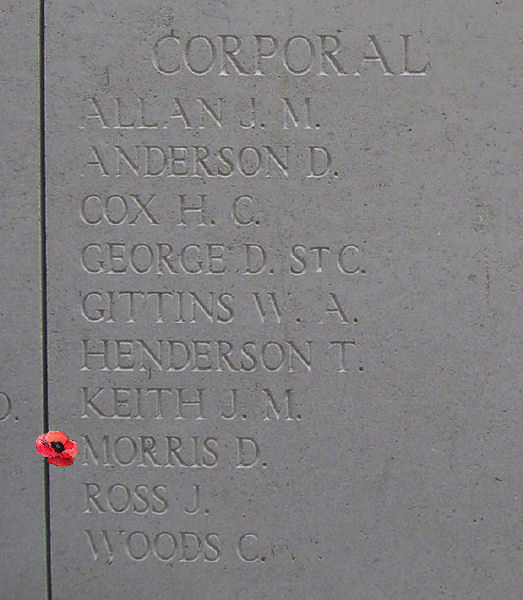 CORPORAL
ALLAN J. M.
ANDERSON D.
COX H. C.
GEORGE D. ST C.
GITTINS W. A.
HENDERSON T.
KEITH J. M.
MORRIS D.
ROSS J.
WOODS C.